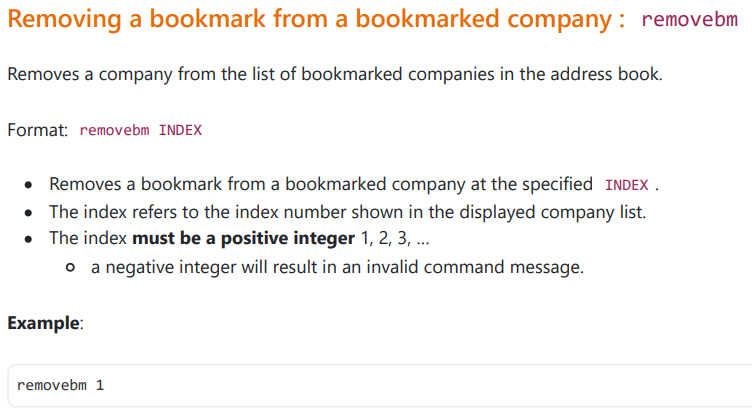 Removing a bookmark from a bookmarked company : removebm
Removes a company from the list of bookmarked companies in the address book.
Format: removebm INDEX
• Removes a bookmark from a bookmarked company at the specified INDEX .
• The index refers to the index number shown in the displayed company list.
• The index must be a positive integer 1, 2, 3, …
◦ a negative integer will result in an invalid command message.
Example:
removebm 1